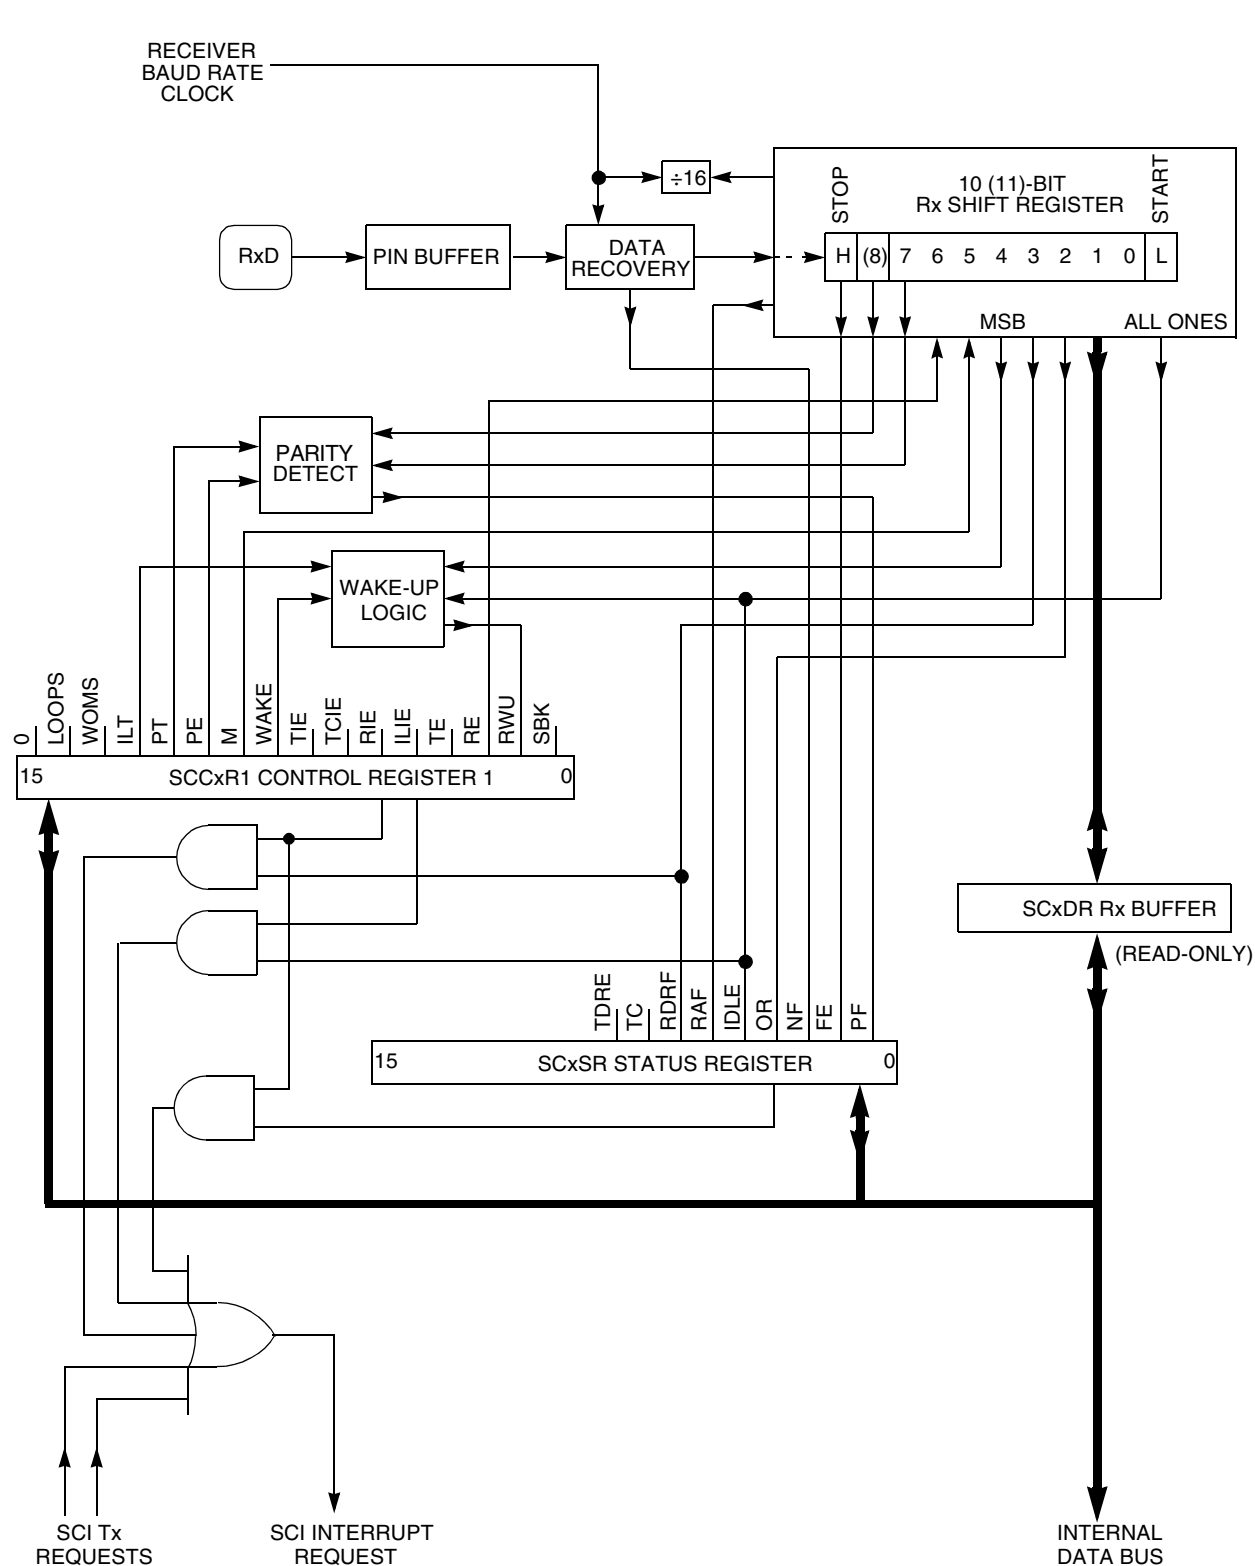 RECEIVER
BAUD RATE
CLOCK
÷16
STOP
10 (11)-BIT
Rx SHIFT REGISTER
START
RxD
PIN BUFFER
DATA
RECOVERY
H (8) 7 6 5 4 3 2 1 0 L
MSB
ALL ONES
PARITY
DETECT
WAKE-UP
LOGIC
0
LOOPS
WOMS
ILT
PT
PE
M
WAKE
TIE
TCIE
RIE
ILIE
TE
RE
RWU
SBK
15 SCCxR1 CONTROL REGISTER 1 0
SCxDR Rx BUFFER
(READ-ONLY)
TDRE
TC
RDRF
RAF
IDLE
OR
NF
FE
PF
15 SCxSR STATUS REGISTER 0
SCI Tx
REQUESTS
SCI INTERRUPT
REQUEST
INTERNAL
DATA BUS